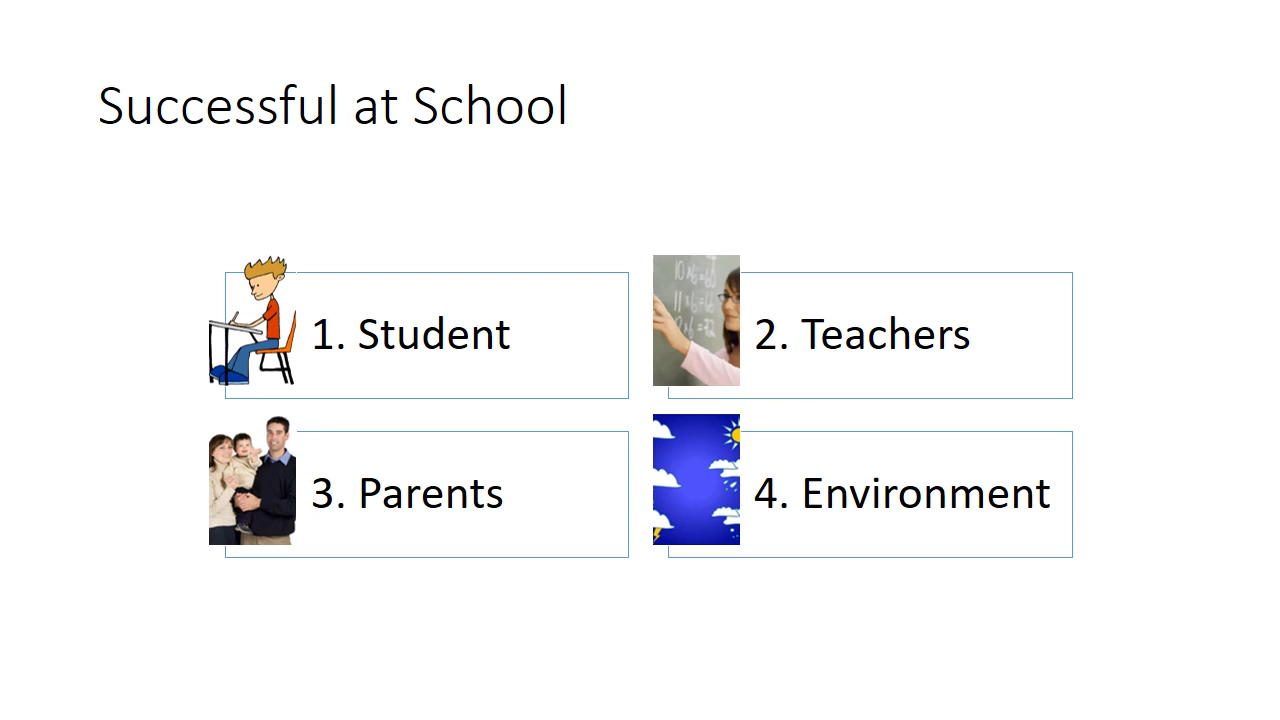 Successful at School
1. Student
2. Teachers
3. Parents
4. Environment